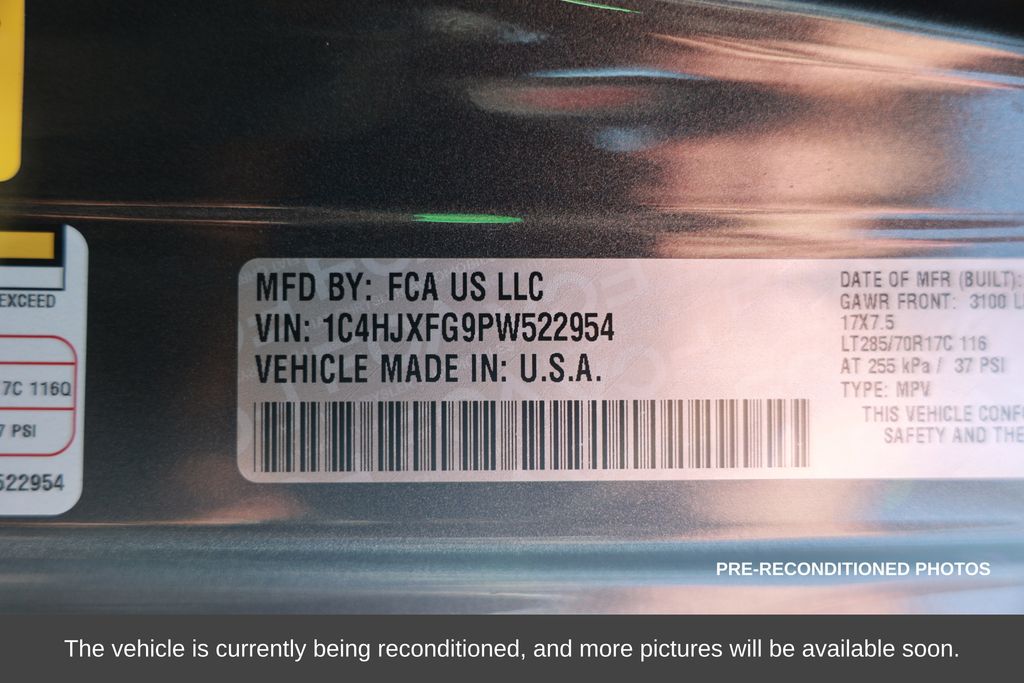 EXCEED
17C 116Q
7 PSI
522954
MFD BY: FCA US LLC
VIN: 1C4HJXFG9PW522954
VEHICLE MADE IN: U.S.A.
DATE OF MFR (BUILT):
GAWR FRONT: 3100 L
17X7.5
LT285/70R17C 116
AT 255 kPa / 37 PSI
TYPE: MPV
THIS VEHICLE CONF
SAFETY AND THE
PRE-RECONDITIONED PHOTOS
The vehicle is currently being reconditioned, and more pictures will be available soon.